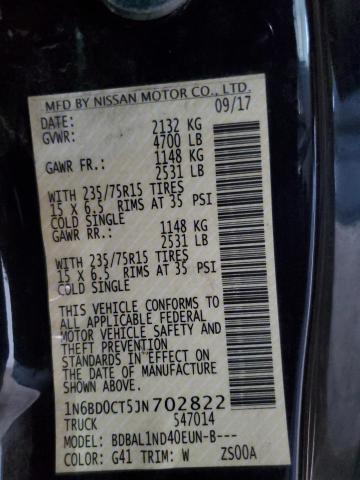 MFD BY NISSAN MOTOR CO., LTD.
DATE: 09/17
GVWR: 2132 KG
4700 LB
GAWR FR.: 1148 KG
2531 LB
WITH 235/75R15 TIRES
15 X 6.5 RIMS AT 35 PSI
COLD SINGLE
GAWR RR.: 1148 KG
2531 LB
WITH 235/75R15 TIRES
15 X 6.5 RIMS AT 35 PSI
COLD SINGLE
THIS VEHICLE CONFORMS TO
ALL APPLICABLE FEDERAL
MOTOR VEHICLE SAFETY AND
THEFT PREVENTION
STANDARDS IN EFFECT ON
THE DATE OF MANUFACTURE
SHOWN ABOVE.
1N6BD0CT5JN702822
547014
MODEL: BDBAL1ND40EUN-B---
COLOR: G41 TRIM: W ZS00A